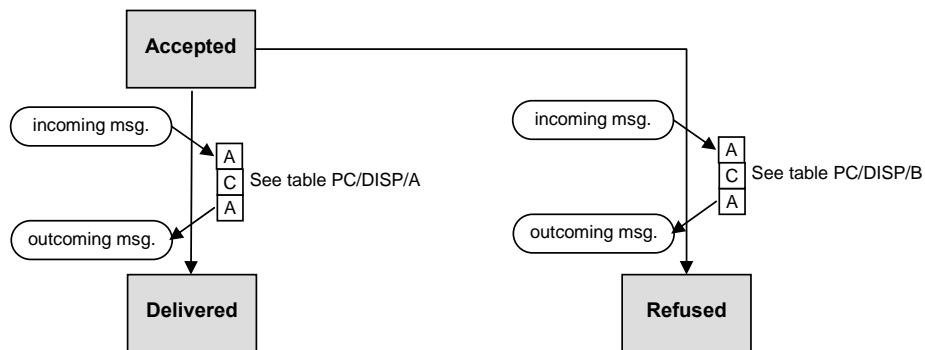 Accepted
incoming msg.
A
C
A
See table PC/DISP/A
outcoming msg.
Delivered
incoming msg.
A
C
A
See table PC/DISP/B
outcoming msg.
Refused